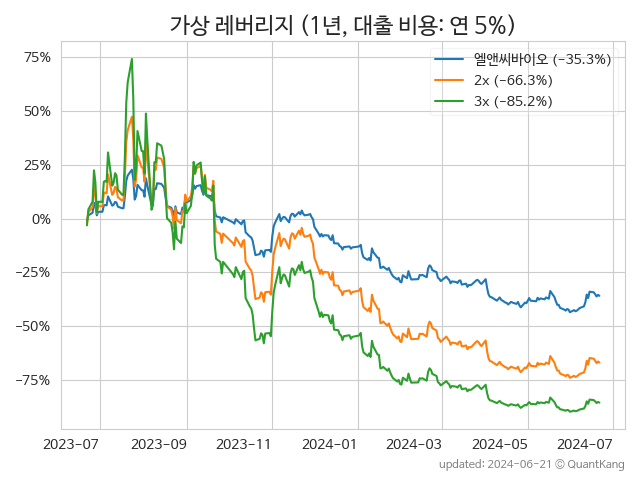 가상 레버리지 (1년, 대출 비용: 연 5%)
75%
50%
25%
0%
−25%
−50%
−75%
엘앤씨바이오 (−35.3%)
2x (−66.3%)
3x (−85.2%)
2023-07 2023-09 2023-11 2024-01 2024-03 2024-05 2024-07
updated: 2024-06-21 © QuantKang